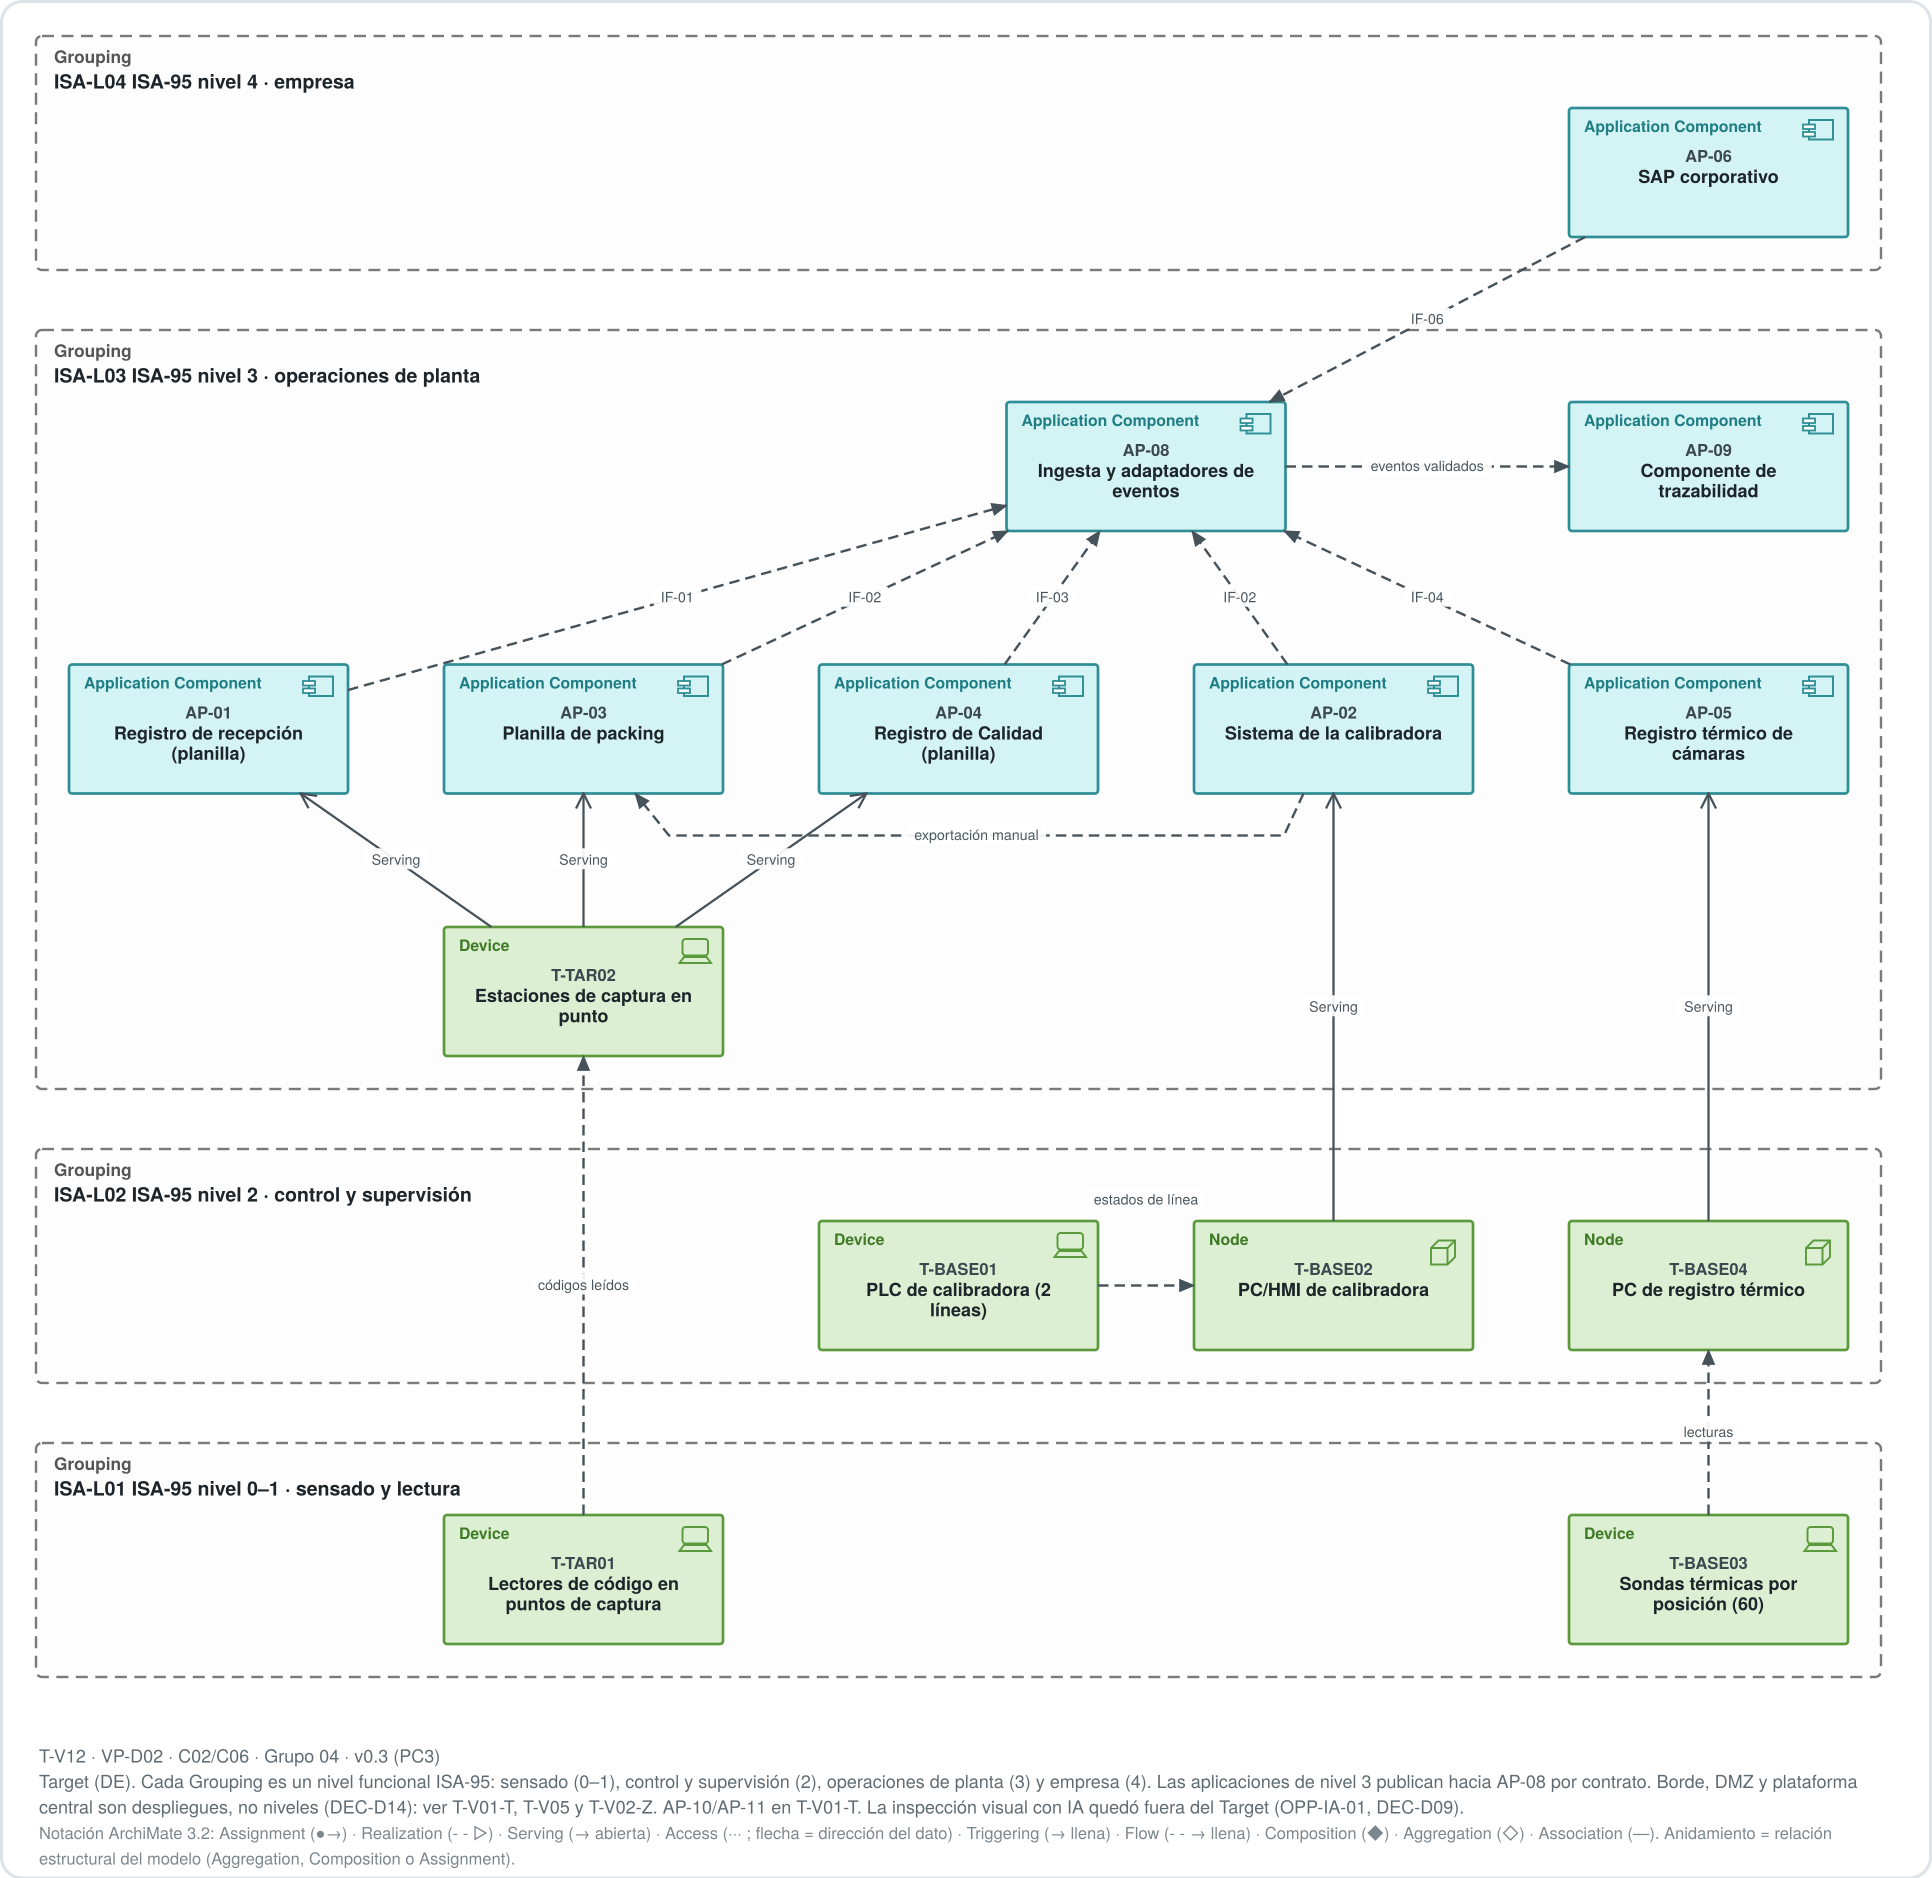 Grouping
ISA-L04 ISA-95 nivel 4 · empresa
Application Component
AP-06
SAP corporativo
IF-06
Grouping
ISA-L03 ISA-95 nivel 3 · operaciones de planta
Application Component
AP-08
Ingesta y adaptadores de
eventos
eventos validados
Application Component
AP-09
Componente de
trazabilidad
IF-01
IF-02
IF-03
IF-02
IF-04
Application Component
AP-01
Registro de recepción
(planilla)
Application Component
AP-03
Planilla de packing
Application Component
AP-04
Registro de Calidad
(planilla)
Application Component
AP-02
Sistema de la calibradora
Application Component
AP-05
Registro térmico de
cámaras
exportación manual
Serving
Serving
Serving
Device
T-TAR02
Estaciones de captura en
punto
Serving
Serving
Grouping
ISA-L02 ISA-95 nivel 2 · control y supervisión
estados de línea
códigos leídos
Device
T-BASE01
PLC de calibradora (2
líneas)
Node
T-BASE02
PC/HMI de calibradora
Node
T-BASE04
PC de registro térmico
lecturas
Grouping
ISA-L01 ISA-95 nivel 0–1 · sensado y lectura
Device
T-TAR01
Lectores de código en
puntos de captura
Device
T-BASE03
Sondas térmicas por
posición (60)
T-V12 · VP-D02 · C02/C06 · Grupo 04 · v0.3 (PC3)
Target (DE). Cada Grouping es un nivel funcional ISA-95: sensado (0–1), control y supervisión (2), operaciones de planta (3) y empresa (4). Las aplicaciones de nivel 3 publican hacia AP-08 por contrato. Borde, DMZ y plataforma
central son despliegues, no niveles (DEC-D14): ver T-V01-T, T-V05 y T-V02-Z. AP-10/AP-11 en T-V01-T. La inspección visual con IA quedó fuera del Target (OPP-IA-01, DEC-D09).
Notación ArchiMate 3.2: Assignment (●→) · Realization (- - ▷) · Serving (→ abierta) · Access (··· ; flecha = dirección del dato) · Triggering (→ llena) · Flow (- - → llena) · Composition (◆) · Aggregation (◇) · Association (—). Anidamiento = relación
estructural del modelo (Aggregation, Composition o Assignment).